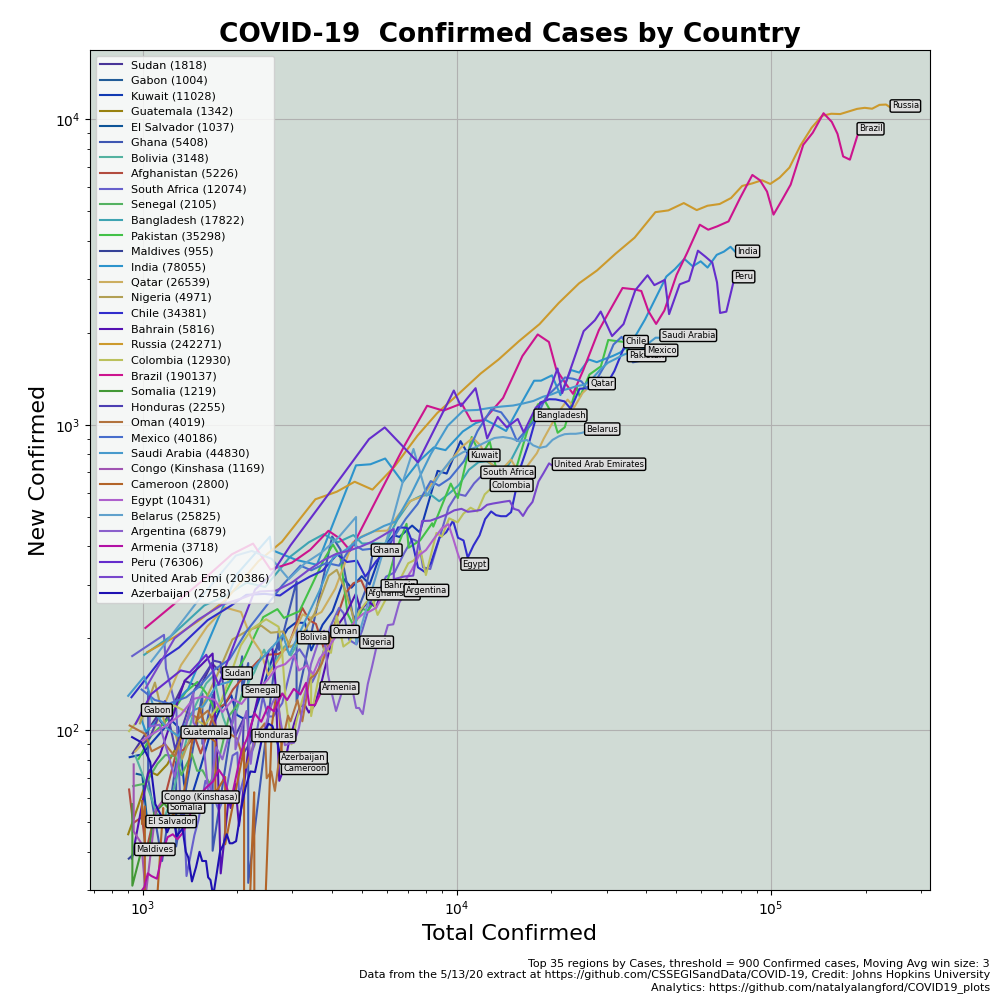 COVID-19  Confirmed Cases by Country
Sudan (1818)
Gabon (1004)
Kuwait (11028)
Guatemala (1342)
El Salvador (1037)
Ghana (5408)
Bolivia (3148)
Afghanistan (5226)
South Africa (12074)
Senegal (2105)
Bangladesh (17822)
Pakistan (35298)
Maldives (955)
India (78055)
Qatar (26539)
Nigeria (4971)
Chile (34381)
Bahrain (5816)
Russia (242271)
Colombia (12930)
Brazil (190137)
Somalia (1219)
Honduras (2255)
Oman (4019)
Mexico (40186)
Saudi Arabia (44830)
Congo (Kinshasa (1169)
Cameroon (2800)
Egypt (10431)
Belarus (25825)
Argentina (6879)
Armenia (3718)
Peru (76306)
United Arab Emi (20386)
Azerbaijan (2758)
Russia
Brazil
India
Peru
Saudi Arabia
Chile
Mexico
Qatar
Bangladesh
Belarus
Kuwait
United Arab Emirates
South Africa
Colombia
Ghana
Egypt
Argentina
Oman
Bolivia
Nigeria
Sudan
Armenia
Senegal
Gabon
Guatemala
Honduras
Azerbaijan
Cameroon
Congo (Kinshasa)
Somalia
El Salvador
Maldives
10⁴
10³
10²
New Confirmed
10³
10⁴
10⁵
Total Confirmed
Top 35 regions by Cases, threshold = 900 Confirmed cases, Moving Avg win size: 3
Data from the 5/13/20 extract at https://github.com/CSSEGISandData/COVID-19, Credit: Johns Hopkins University
Analytics: https://github.com/natalyalangford/COVID19_plots